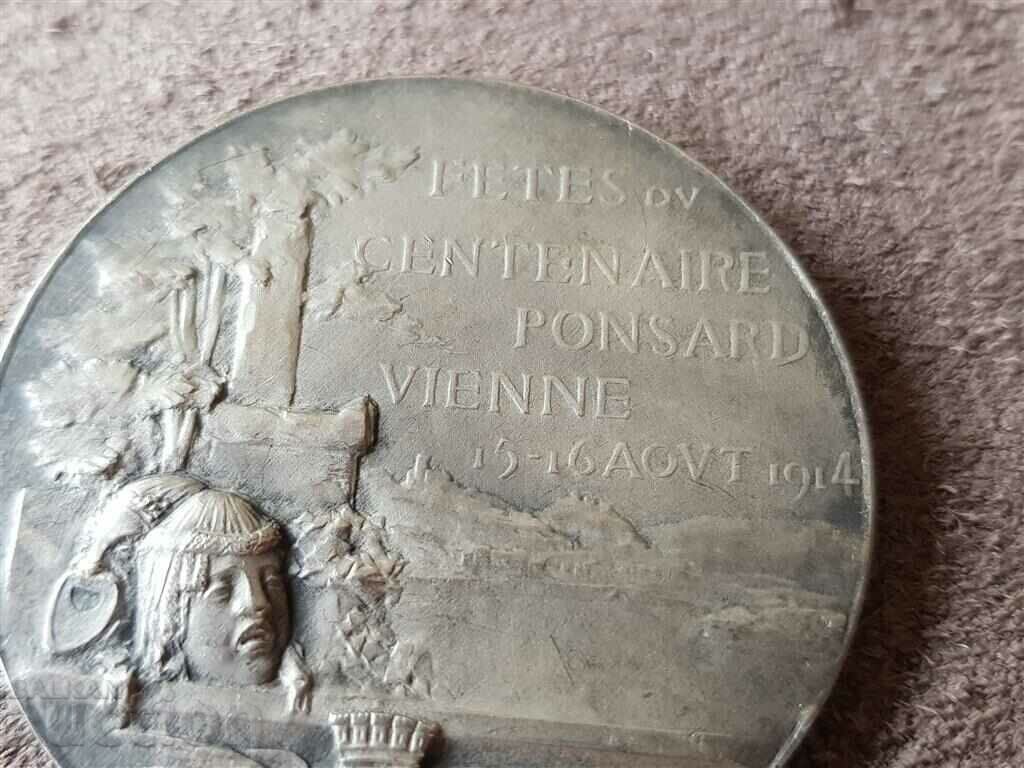 FETES DV
CENTENAIRE
PONSARD
VIENNE
15-16 AOVT 1914